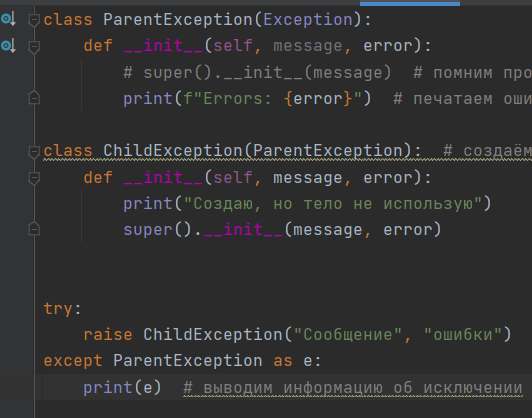 class ParentException(Exception):
def __init__(self, message, error):
# super().__init__(message)  # помним
print(f"Errors: {error}")  # печатаем
class ChildException(ParentException):  # создаём
def __init__(self, message, error):
print("Создаю, но тело не использую")
super().__init__(message, error)
try:
raise ChildException("Сообщение", "ошибки")
except ParentException as e:
print(e)  # выводим информацию об исключении